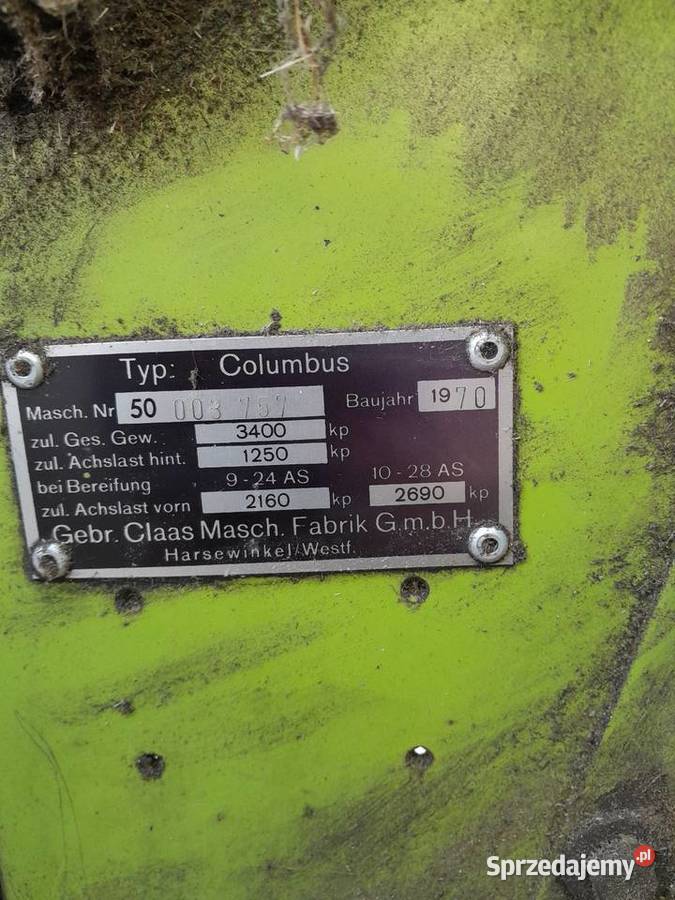 Typ: Columbus
Masch. Nr 50 003 757 Baujahr 1970
zul. Ges. Gew. 3400 kp
zul. Achslast hint. 1250 kp
bei Bereifung 9-24 AS 10-28 AS
zul. Achslast vorn 2160 kp 2690 kp
Gebr. Claas Masch. Fabrik G.m.b.H.
Harsewinkel/Westf.
Sprzedajemy.pl